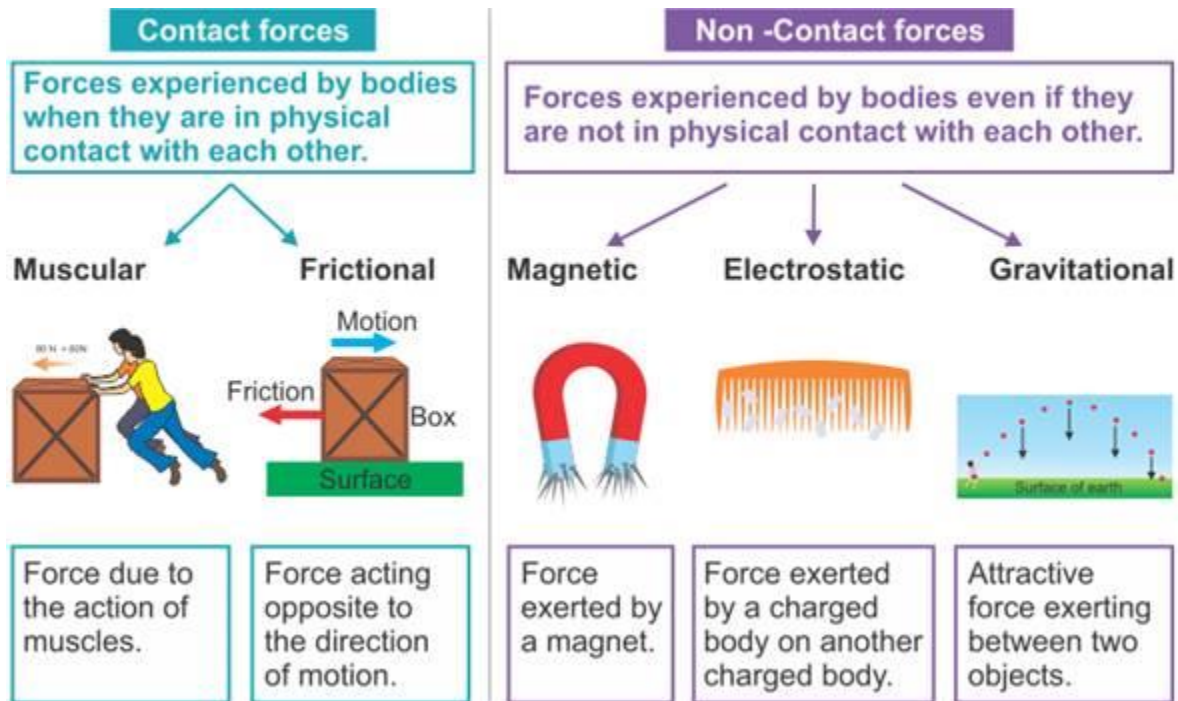 Contact forces
Forces experienced by bodies
when they are in physical
contact with each other.
Muscular
Frictional
Motion
Friction
Box
Surface
Force due to
the action of
muscles.
Force acting
opposite to
the direction
of motion.
Non -Contact forces
Forces experienced by bodies even if they
are not in physical contact with each other.
Magnetic
Electrostatic
Gravitational
Surface of earth
Force
exerted by
a magnet.
Force exerted
by a charged
body on another
charged body.
Attractive
force exerting
between two
objects.